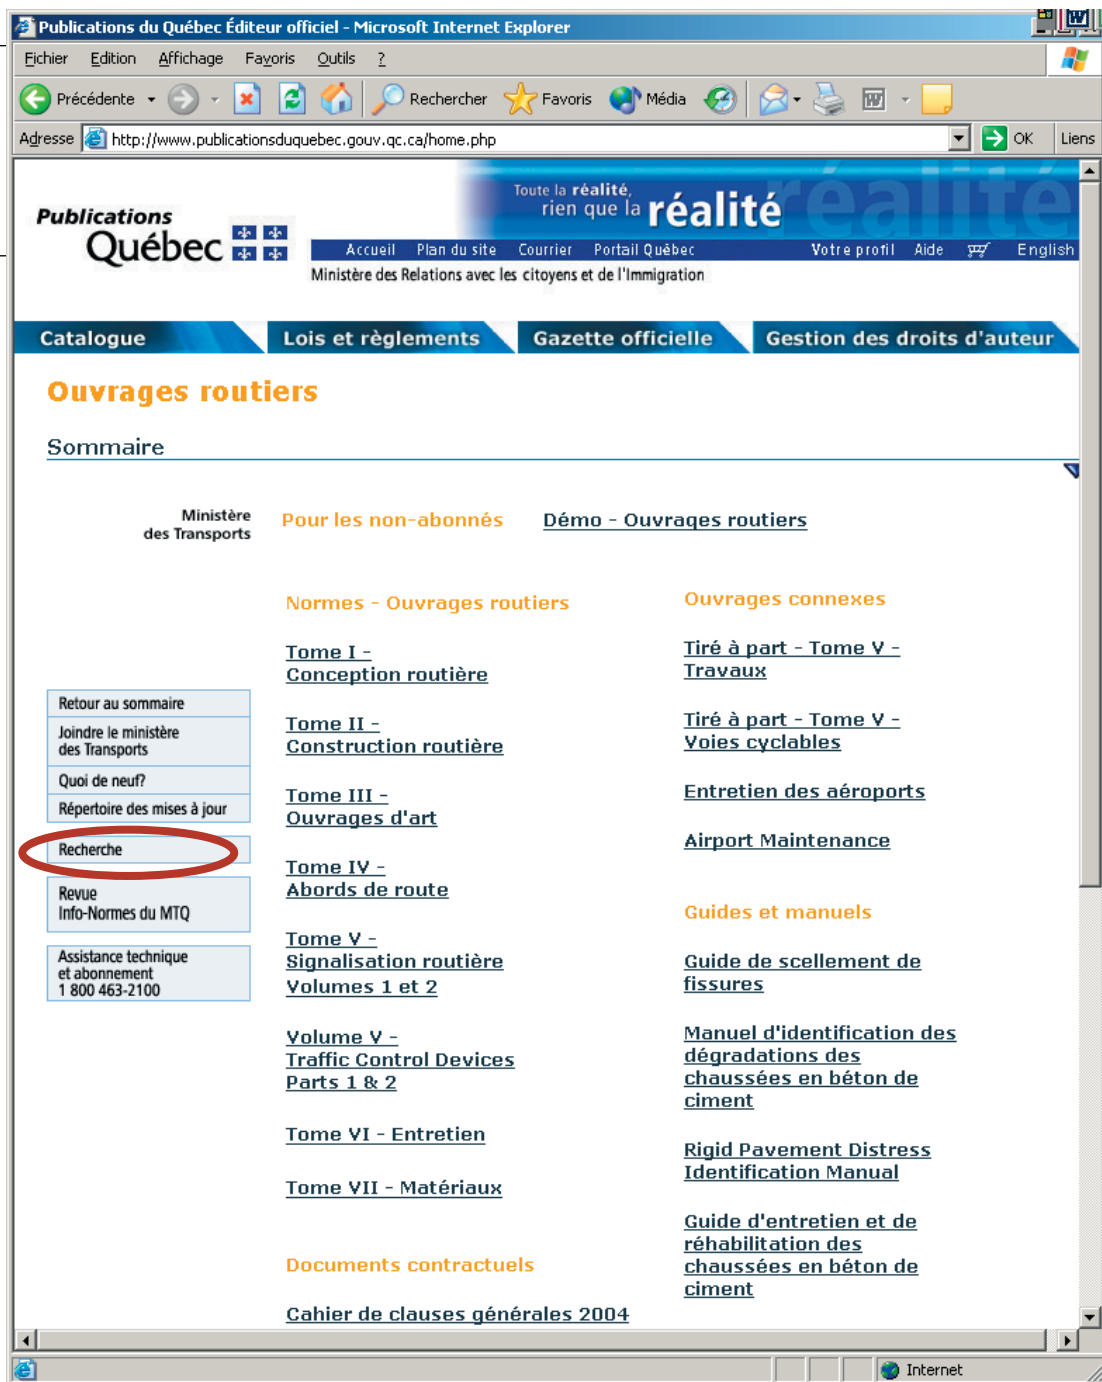 Publications du Québec Éditeur officiel - Microsoft Internet Explorer
Fichier Edition Affichage Favoris Outils ?
Précédente Rechercher Favoris Média
Adresse http://www.publicationsduquebec.gouv.qc.ca/home.php OK Liens
Toute la réalité,
rien que la réalité
réalité
Publications
Québec
Accueil Plan du site Courrier Portail Québec Votre profil Aide English
Ministère des Relations avec les citoyens et de l'Immigration
Catalogue Lois et règlements Gazette officielle Gestion des droits d'auteur
Ouvrages routiers
Sommaire
Ministère
des Transports
Pour les non-abonnés Démo - Ouvrages routiers
Retour au sommaire
Joindre le ministère
des Transports
Quoi de neuf?
Répertoire des mises à jour
Recherche
Revue
Info-Normes du MTQ
Assistance technique
et abonnement
1 800 463-2100
Normes - Ouvrages routiers
Tome I -
Conception routière
Tome II -
Construction routière
Tome III -
Ouvrages d'art
Tome IV -
Abords de route
Tome V -
Signalisation routière
Volumes 1 et 2
Volume V -
Traffic Control Devices
Parts 1 & 2
Tome VI - Entretien
Tome VII - Matériaux
Documents contractuels
Cahier de clauses générales 2004
Ouvrages connexes
Tiré à part - Tome V -
Travaux
Tiré à part - Tome V -
Voies cyclables
Entretien des aéroports
Airport Maintenance
Guides et manuels
Guide de scellement de
fissures
Manuel d'identification des
dégradations des
chaussées en béton de
ciment
Rigid Pavement Distress
Identification Manual
Guide d'entretien et de
réhabilitation des
chaussées en béton de
ciment
Internet